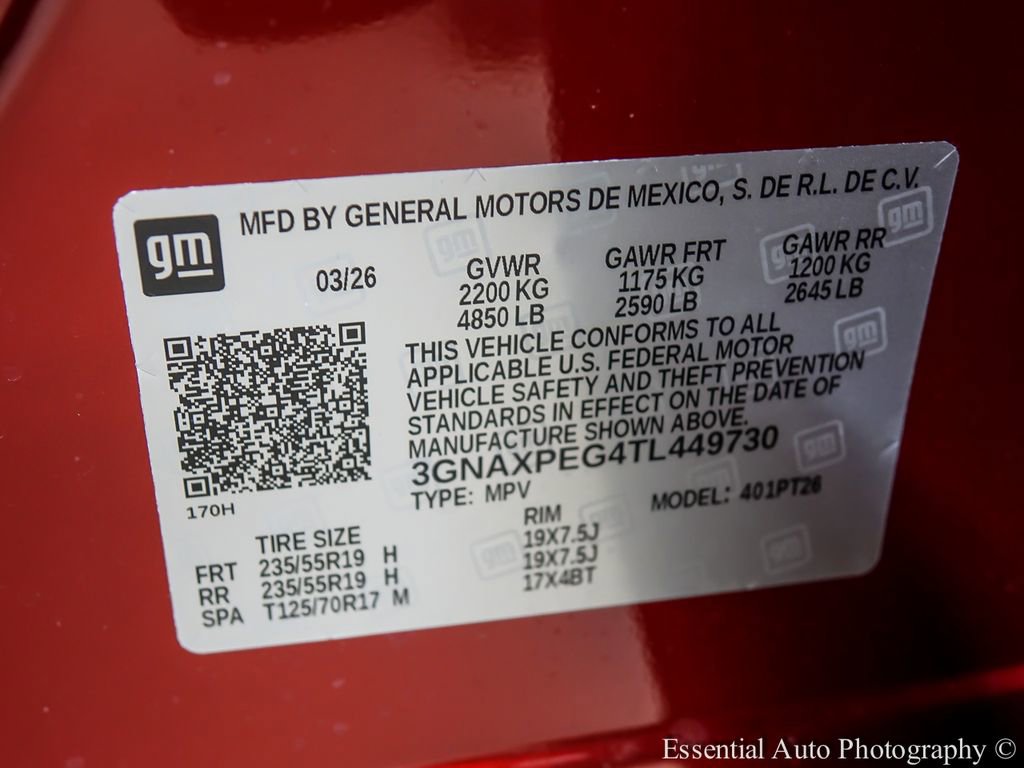 gm
MFD BY GENERAL MOTORS DE MEXICO, S. DE R.L. DE C.V.
03/26
GVWR
2200 KG
4850 LB
GAWR FRT
1175 KG
2590 LB
GAWR RR
1200 KG
2645 LB
THIS VEHICLE CONFORMS TO ALL
APPLICABLE U.S. FEDERAL MOTOR
VEHICLE SAFETY AND THEFT PREVENTION
STANDARDS IN EFFECT ON THE DATE OF
MANUFACTURE SHOWN ABOVE.
3GNAXPEG4TL449730
TYPE: MPV MODEL: 401PT26
170H
TIRE SIZE RIM
FRT 235/55R19 H 19X7.5J
RR 235/55R19 H 19X7.5J
SPA T125/70R17 M 17X4BT
Essential Auto Photography ©